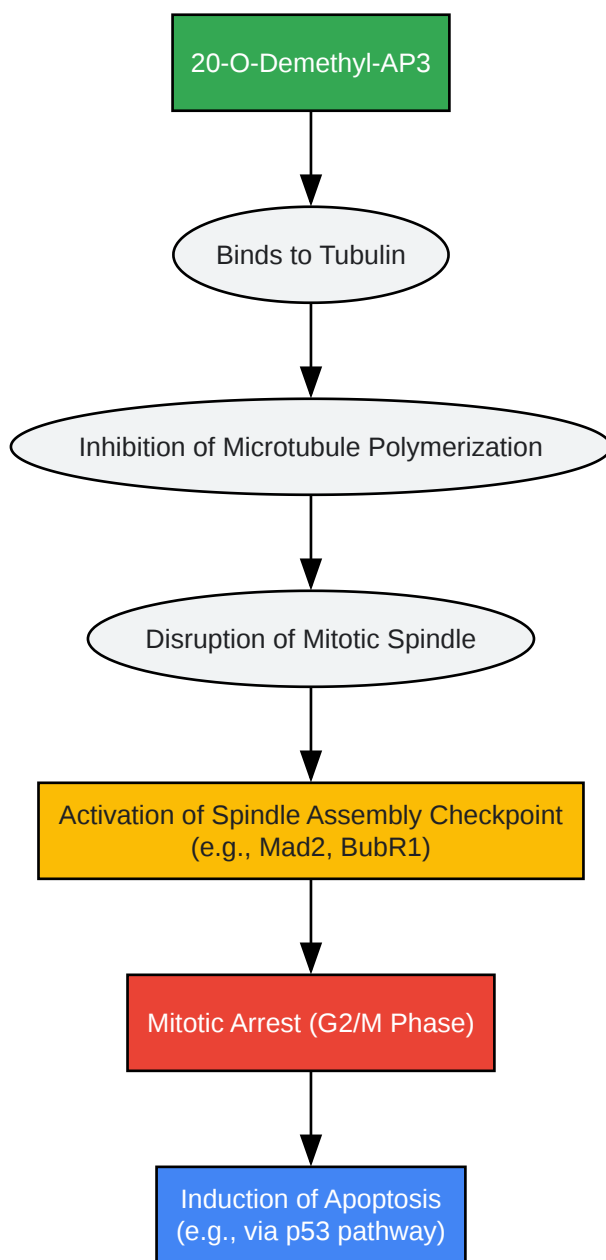 20-O-Demethyl-AP3
Binds to Tubulin
Inhibition of Microtubule Polymerization
Disruption of Mitotic Spindle
Activation of Spindle Assembly Checkpoint
(e.g., Mad2, BubR1)
Mitotic Arrest (G2/M Phase)
Induction of Apoptosis
(e.g., via p53 pathway)